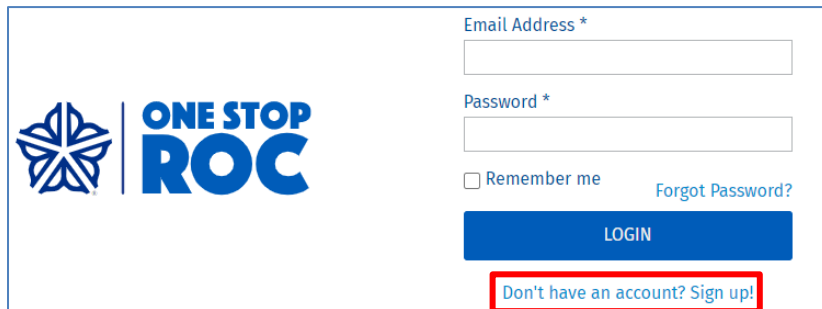 ONE STOP
ROC
Email Address *
Password *
Remember me
Forgot Password?
LOGIN
Don't have an account? Sign up!